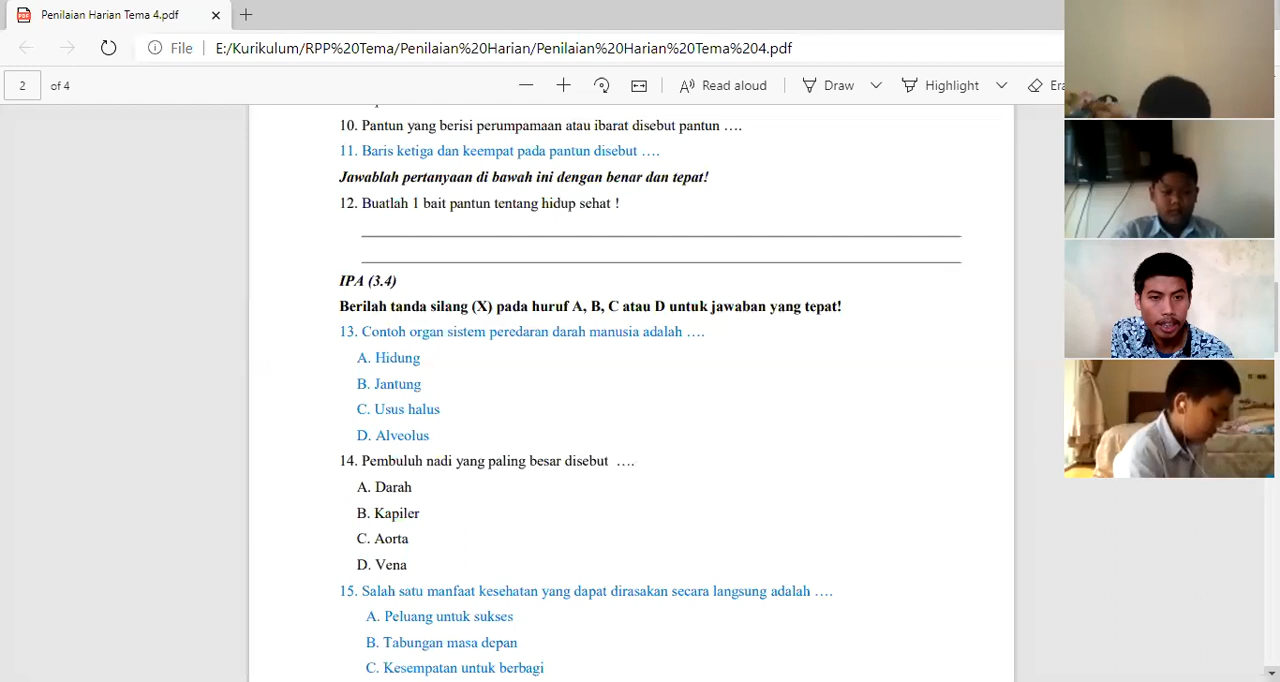 Penilaian Harian Tema 4.pdf
File
E:/Kurikulum/RPP%20Tema/Penilaian%20Harian/Penilaian%20Harian%20Tema%204.pdf
2 of 4
Read aloud
Draw
Highlight
Era
10. Pantun yang berisi perumpamaan atau ibarat disebut pantun ….
11. Baris ketiga dan keempat pada pantun disebut ….
Jawablah pertanyaan di bawah ini dengan benar dan tepat!
12. Buatlah 1 bait pantun tentang hidup sehat !
IPA (3.4)
Berilah tanda silang (X) pada huruf A, B, C atau D untuk jawaban yang tepat!
13. Contoh organ sistem peredaran darah manusia adalah ….
A. Hidung
B. Jantung
C. Usus halus
D. Alveolus
14. Pembuluh nadi yang paling besar disebut ….
A. Darah
B. Kapiler
C. Aorta
D. Vena
15. Salah satu manfaat kesehatan yang dapat dirasakan secara langsung adalah ….
A. Peluang untuk sukses
B. Tabungan masa depan
C. Kesempatan untuk berbagi